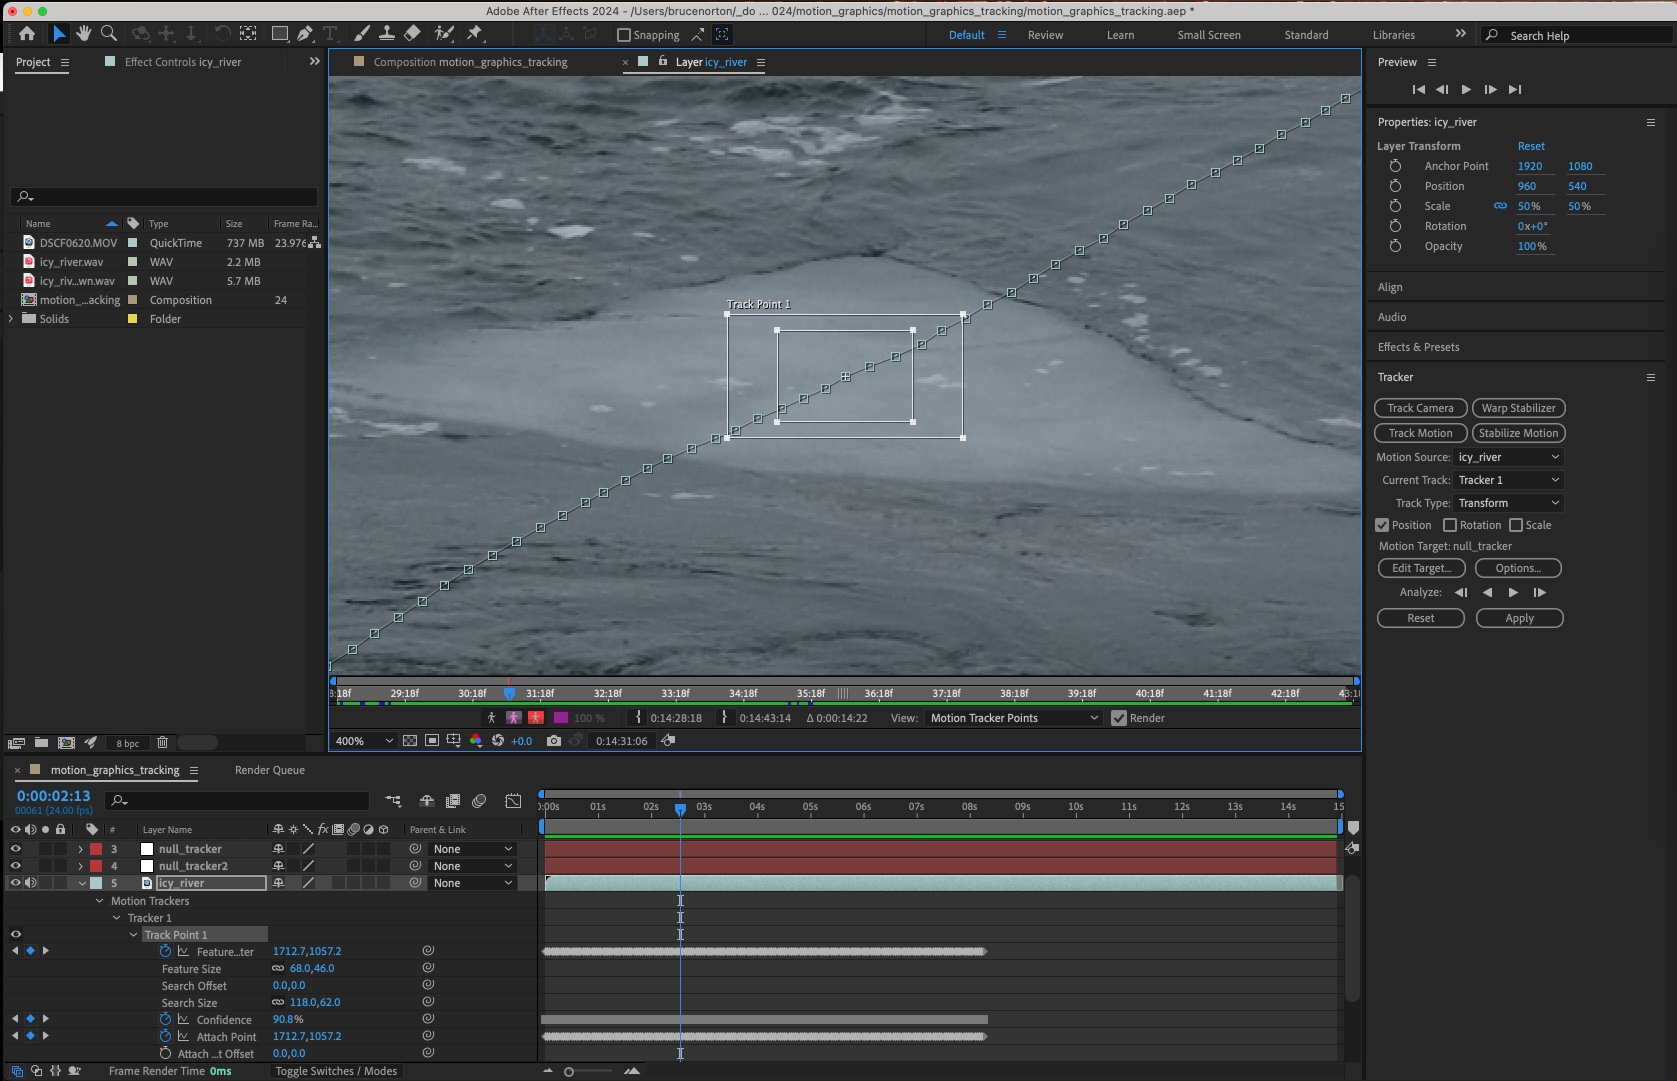 Adobe After Effects 2024 - /Users/brucenorton/_do ... 024/motion_graphics/motion_graphics_tracking/motion_graphics_tracking.aep *
Snapping
Default
Review
Learn
Small Screen
Standard
Libraries
Search Help
Project
Effect Controls icy_river
Composition motion_graphics_tracking
Layer icy_river
Preview
Name
Type
Size
Frame Ra...
DSCF0620.MOV QuickTime 737 MB 23.976
icy_river.wav WAV 2.2 MB
icy_riv...wn.wav WAV 5.7 MB
motion_...acking Composition 24
Solids Folder
8 bpc
Track Point 1
29:18f 30:18f 31:18f 32:18f 33:18f 34:18f 35:18f 36:18f 37:18f 38:18f 39:18f 40:18f 41:18f 42:18f
100 % 0:14:28:18 0:14:43:14 Δ 0:00:14:22 View: Motion Tracker Points Render
400% +0.0 0:14:31:06
Properties: icy_river
Layer Transform Reset
Anchor Point 1920 1080
Position 960 540
Scale 50% 50%
Rotation 0x+0°
Opacity 100%
Align
Audio
Effects & Presets
Tracker
Track Camera Warp Stabilizer
Track Motion Stabilize Motion
Motion Source: icy_river
Current Track: Tracker 1
Track Type: Transform
Position Rotation Scale
Motion Target: null_tracker
Edit Target... Options...
Analyze:
Reset Apply
motion_graphics_tracking
Render Queue
0:00:02:13
00061 (24.00 fps)
:00s 01s 02s 03s 04s 05s 06s 07s 08s 09s 10s 11s 12s 13s 14s 15
# Layer Name fx Parent & Link
3 null_tracker None
4 null_tracker2 None
5 icy_river None
Motion Trackers
Tracker 1
Track Point 1
Feature...ter 1712.7,1057.2
Feature Size 68.0,46.0
Search Offset 0.0,0.0
Search Size 118.0,62.0
Confidence 90.8%
Attach Point 1712.7,1057.2
Attach ...t Offset 0.0,0.0
Frame Render Time 0ms
Toggle Switches / Modes